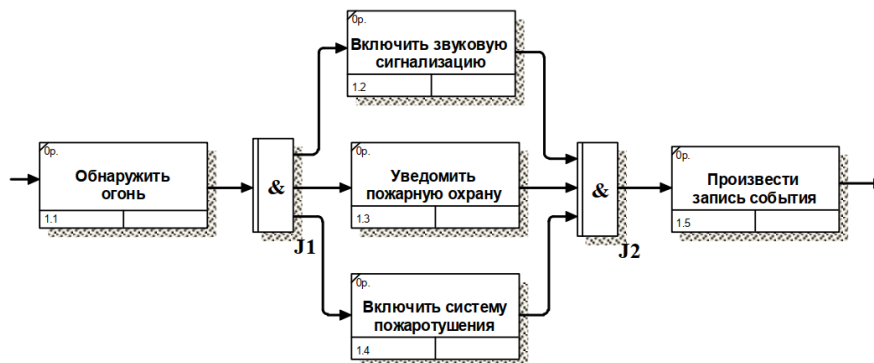 0р.
Включить звуковую
сигнализацию
1.2
0р.
Обнаружить
огонь
1.1
&
J1
0р.
Уведомить
пожарную охрану
1.3
&
J2
0р.
Произвести
запись события
1.5
0р.
Включить систему
пожаротушения
1.4